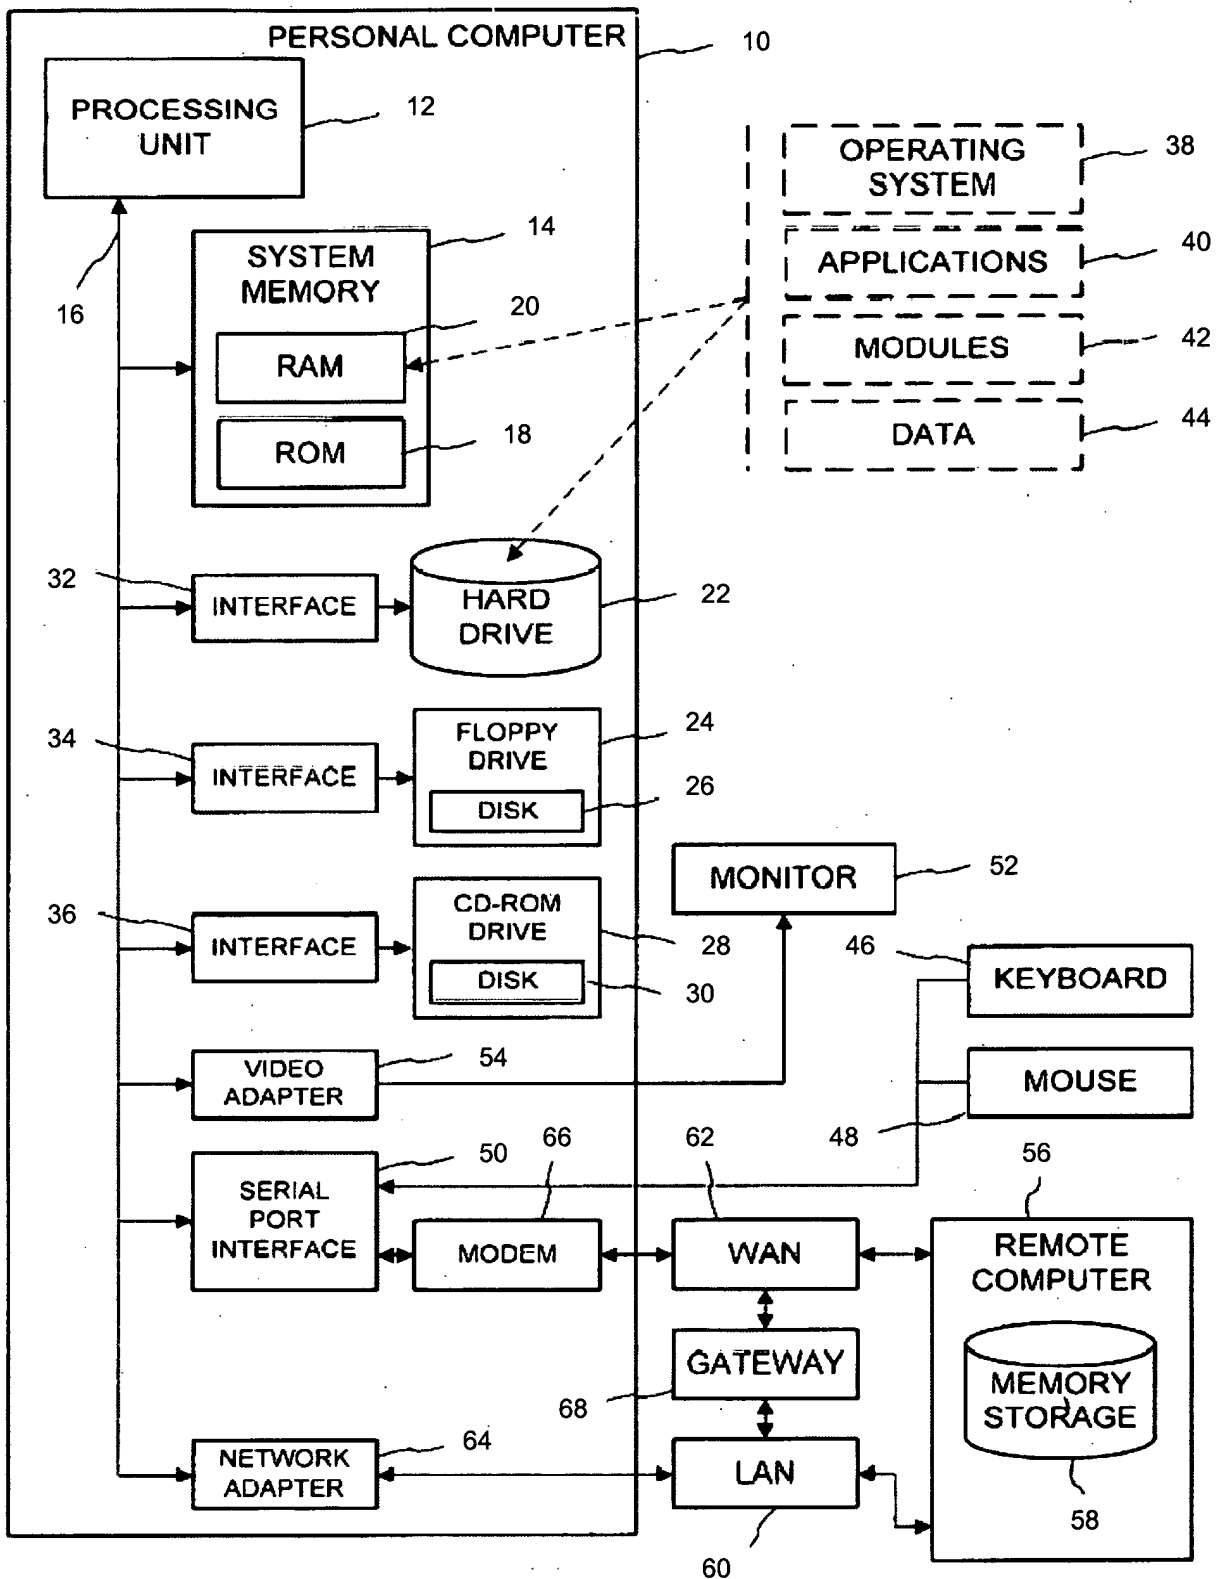 PERSONAL COMPUTER
10
PROCESSING
UNIT
12
OPERATING
SYSTEM
38
16
SYSTEM
MEMORY
14
APPLICATIONS
40
20
RAM
MODULES
42
18
ROM
DATA
44
32
INTERFACE
HARD
DRIVE
22
34
INTERFACE
FLOPPY
DRIVE
24
DISK
26
MONITOR
52
36
INTERFACE
CD-ROM
DRIVE
28
DISK
30
46
KEYBOARD
VIDEO
ADAPTER
54
MOUSE
48
50
SERIAL
PORT
INTERFACE
66
MODEM
62
WAN
56
REMOTE
COMPUTER
GATEWAY
68
MEMORY
STORAGE
58
NETWORK
ADAPTER
64
LAN
60